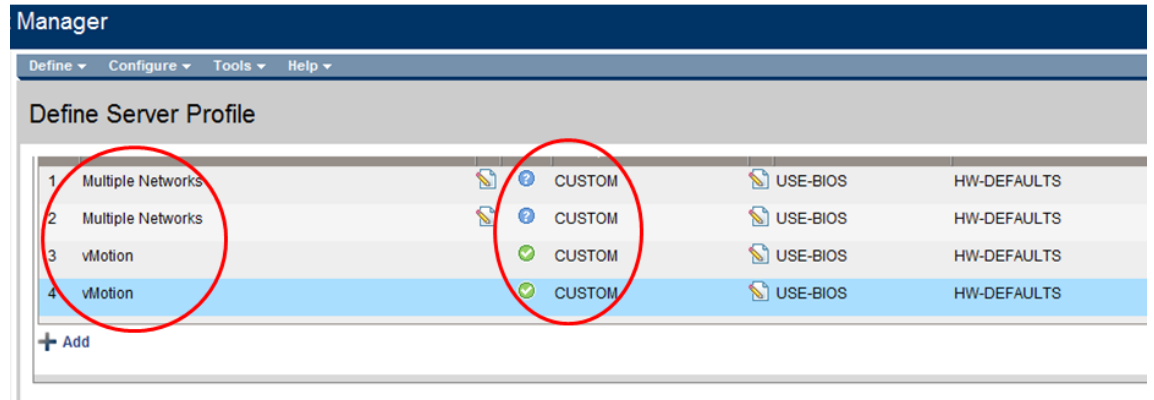 Manager
Define Configure Tools Help
Define Server Profile
1 Multiple Networks ? CUSTOM USE-BIOS HW-DEFAULTS
2 Multiple Networks ? CUSTOM USE-BIOS HW-DEFAULTS
3 vMotion CUSTOM USE-BIOS HW-DEFAULTS
4 vMotion CUSTOM USE-BIOS HW-DEFAULTS
Add